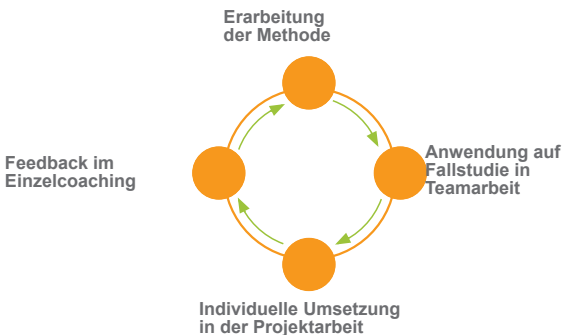 Erarbeitung
der Methode
Anwendung auf
Fallstudie in
Teamarbeit
Individuelle Umsetzung
in der Projektarbeit
Feedback im
Einzelcoaching